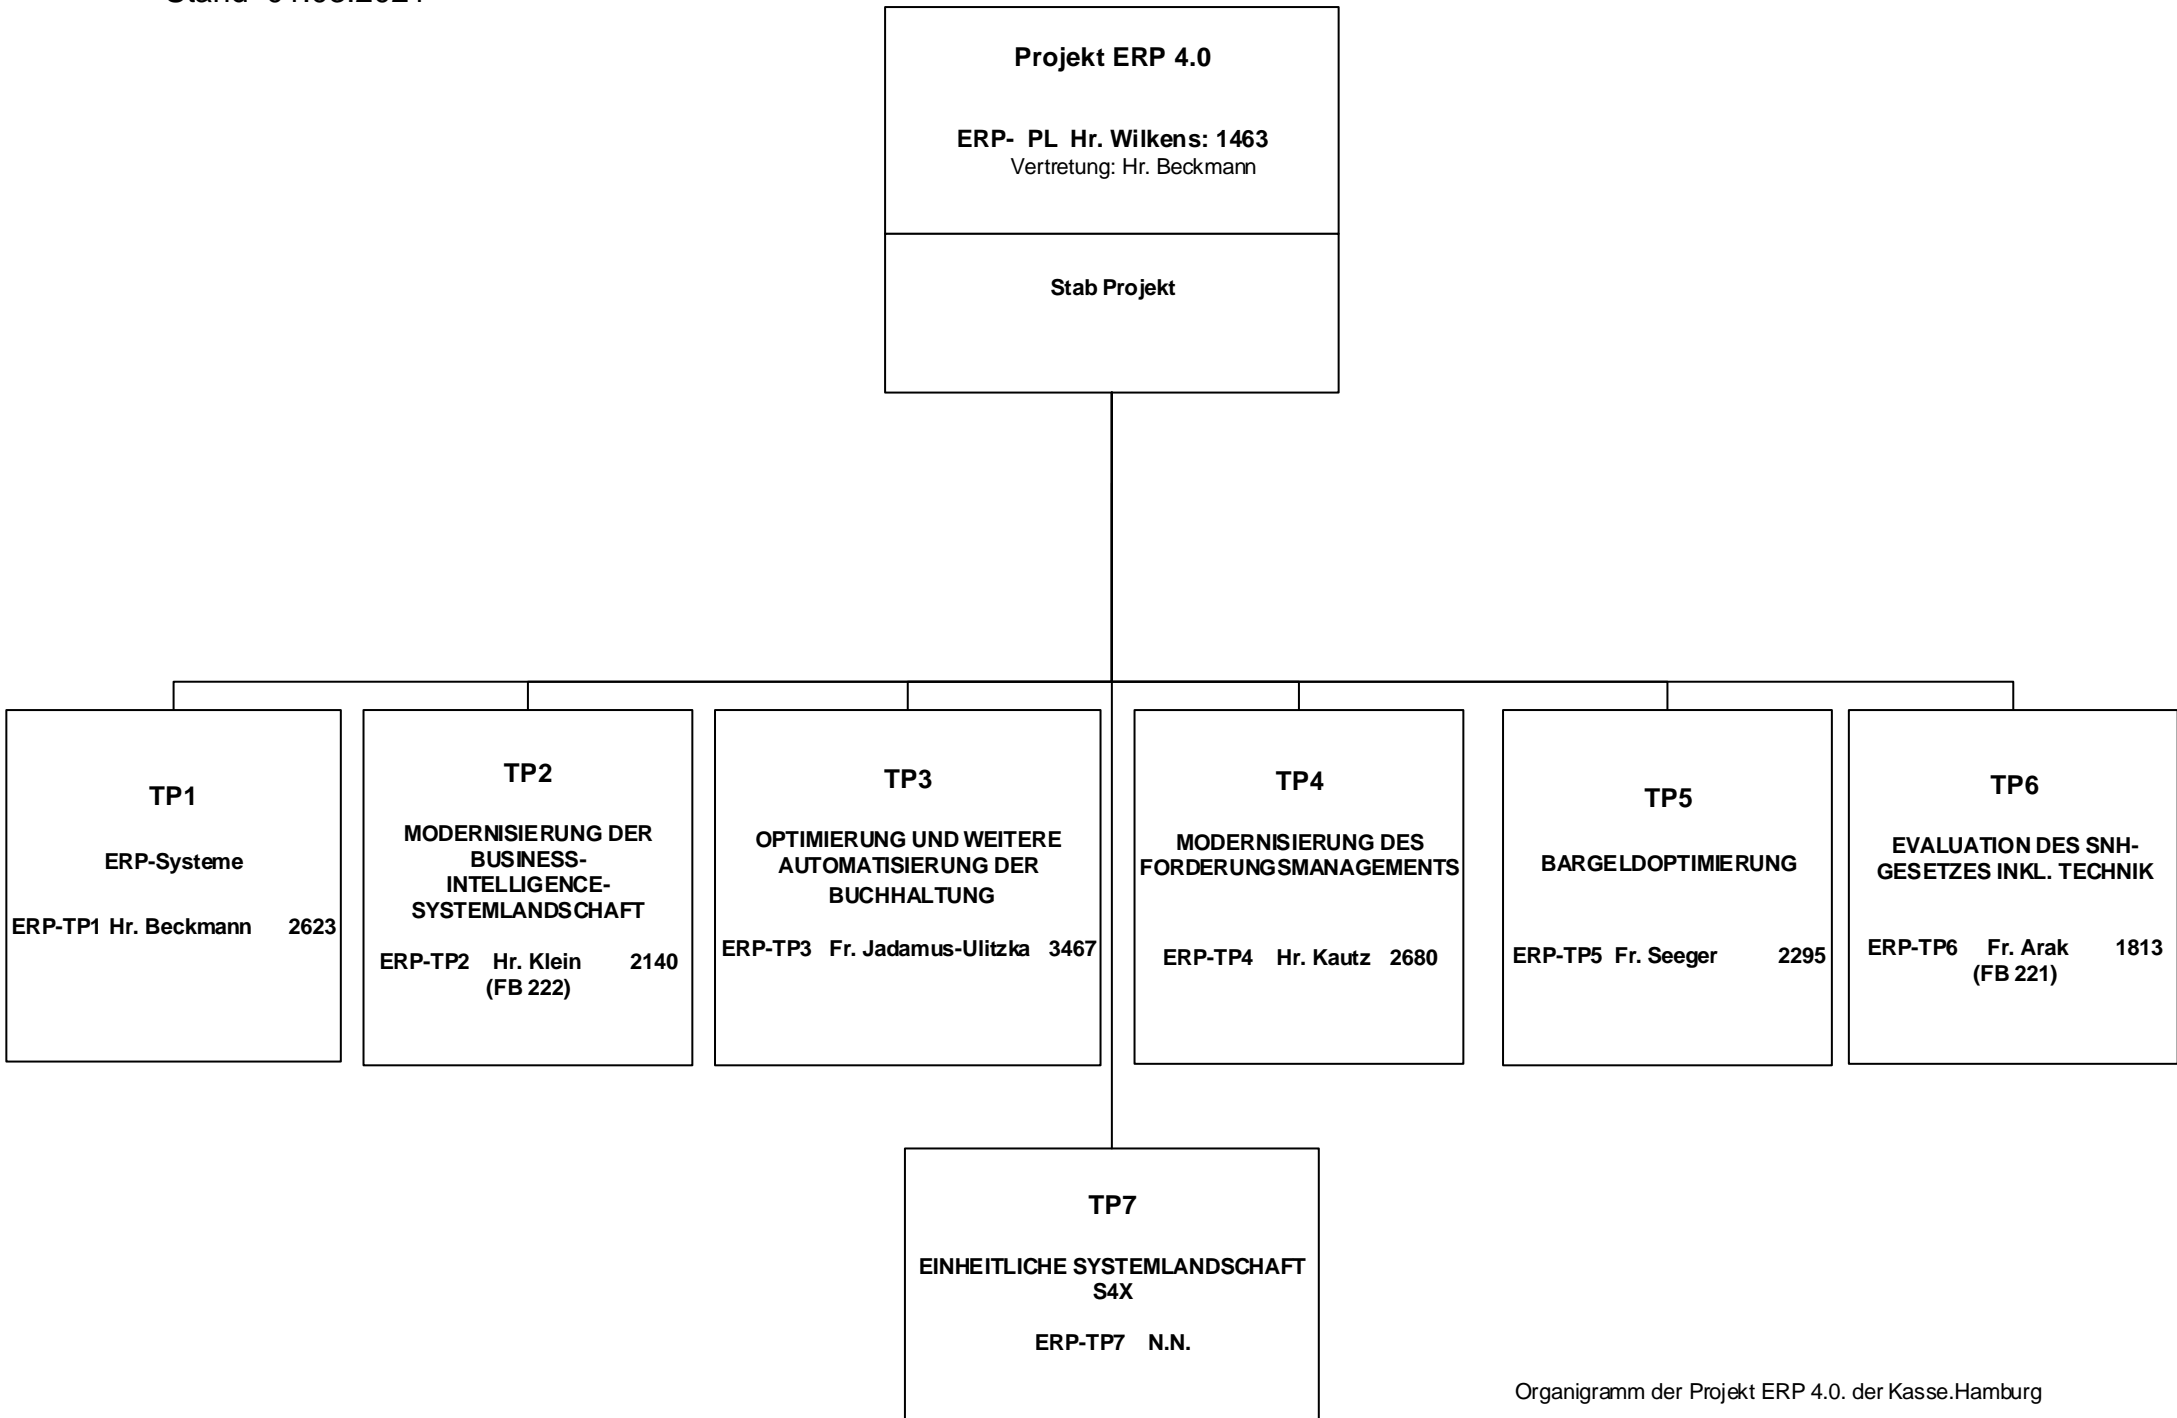 Projekt ERP 4.0
ERP- PL Hr. Wilkens: 1463
Vertretung: Hr. Beckmann
Stab Projekt
TP1
ERP-Systeme
ERP-TP1 Hr. Beckmann 2623
TP2
MODERNISIERUNG DER
BUSINESS-
INTELLIGENCE-
SYSTEMLANDSCHAFT
ERP-TP2 Hr. Klein 2140
(FB 222)
TP3
OPTIMIERUNG UND WEITERE
AUTOMATISIERUNG DER
BUCHHALTUNG
ERP-TP3 Fr. Jadamus-Ulitzka 3467
TP4
MODERNISIERUNG DES
FORDERUNGSMANAGEMENTS
ERP-TP4 Hr. Kautz 2680
TP5
BARGELDOPTIMIERUNG
ERP-TP5 Fr. Seeger 2295
TP6
EVALUATION DES SNH-
GESETZES INKL. TECHNIK
ERP-TP6 Fr. Arak 1813
(FB 221)
TP7
EINHEITLICHE SYSTEMLANDSCHAFT
S4X
ERP-TP7 N.N.
Organigramm der Projekt ERP 4.0. der Kasse.Hamburg